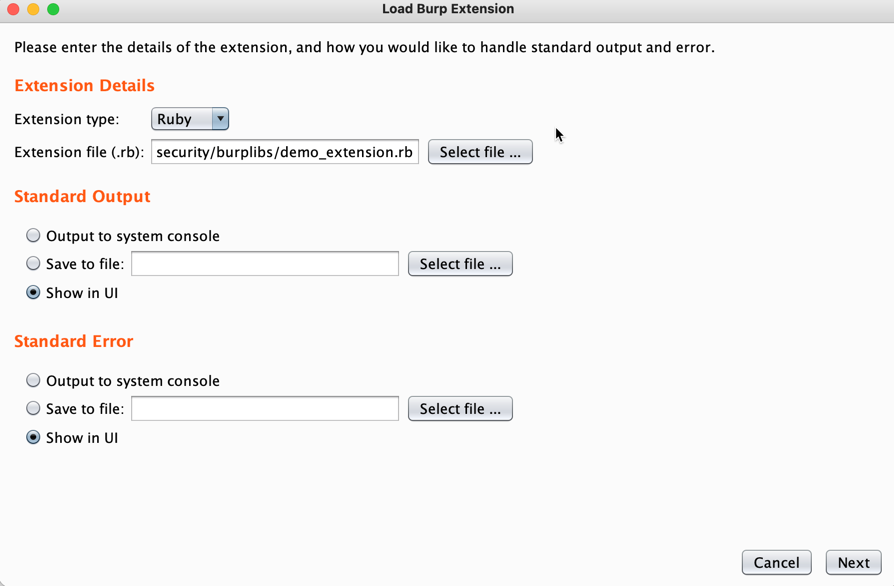 Load Burp Extension
Please enter the details of the extension, and how you would like to handle standard output and error.
Extension Details
Extension type: Ruby
Extension file (.rb): security/burplibs/demo_extension.rb Select file ...
Standard Output
Output to system console
Save to file: Select file ...
Show in UI
Standard Error
Output to system console
Save to file: Select file ...
Show in UI
Cancel Next